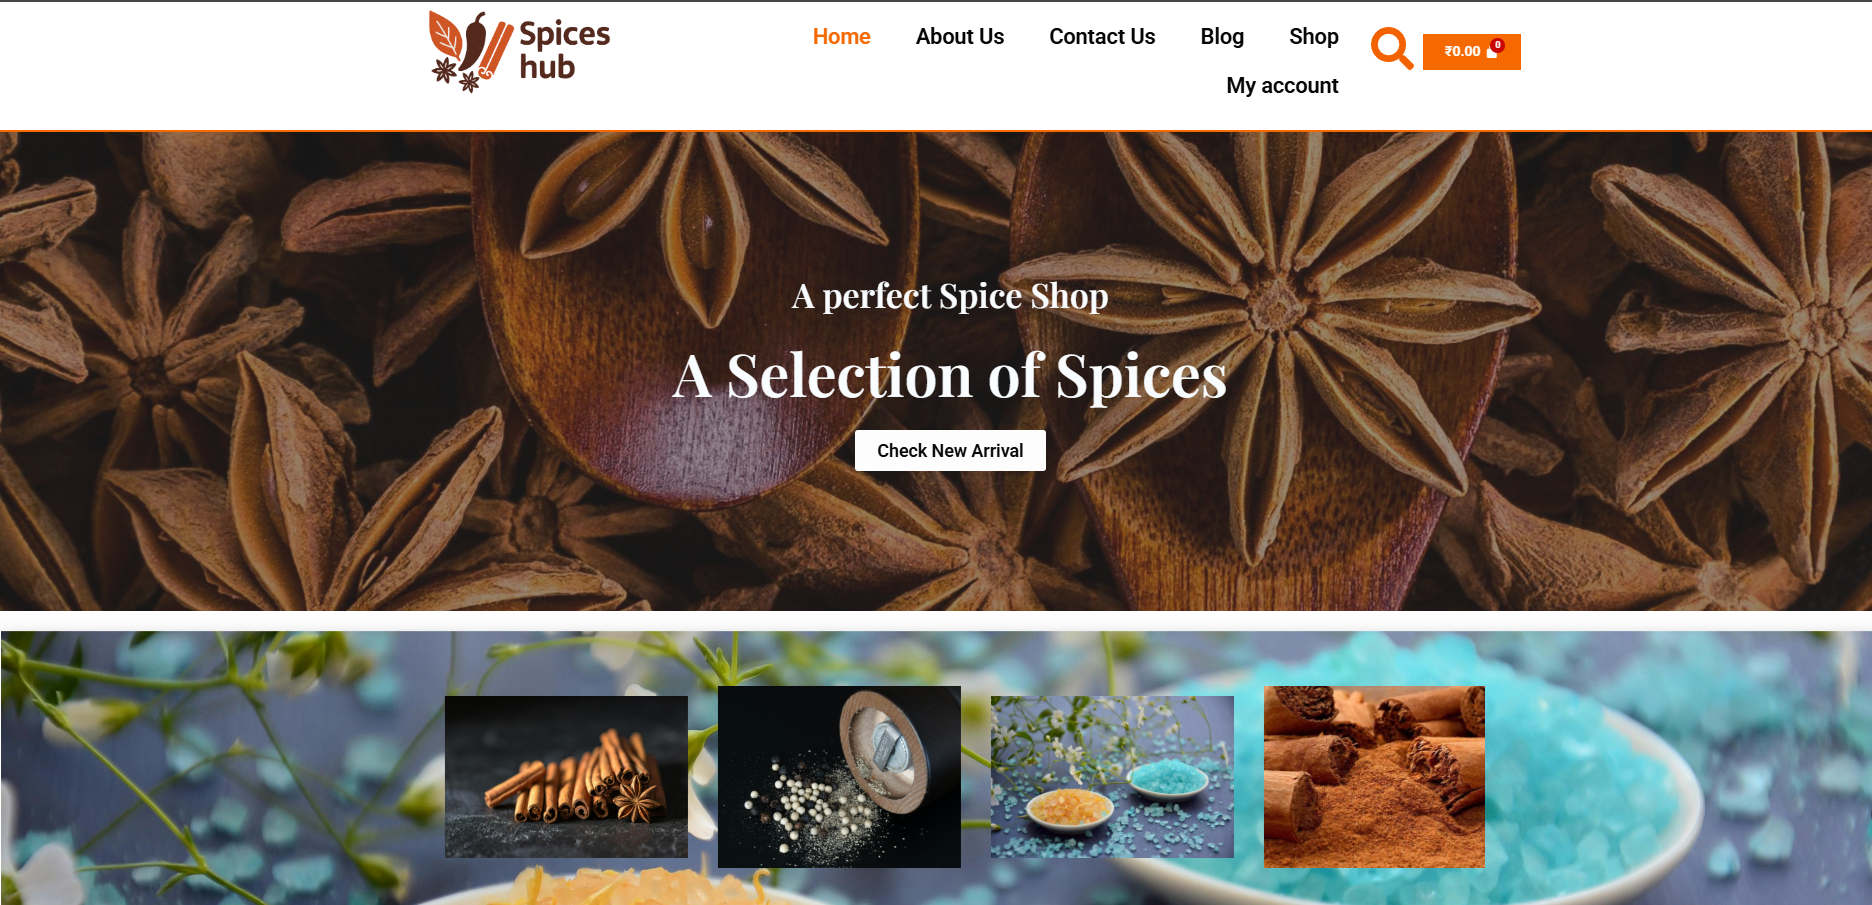 Spices
hub
Home About Us Contact Us Blog Shop
My account
₹0.00 0
A perfect Spice Shop
A Selection of Spices
Check New Arrival